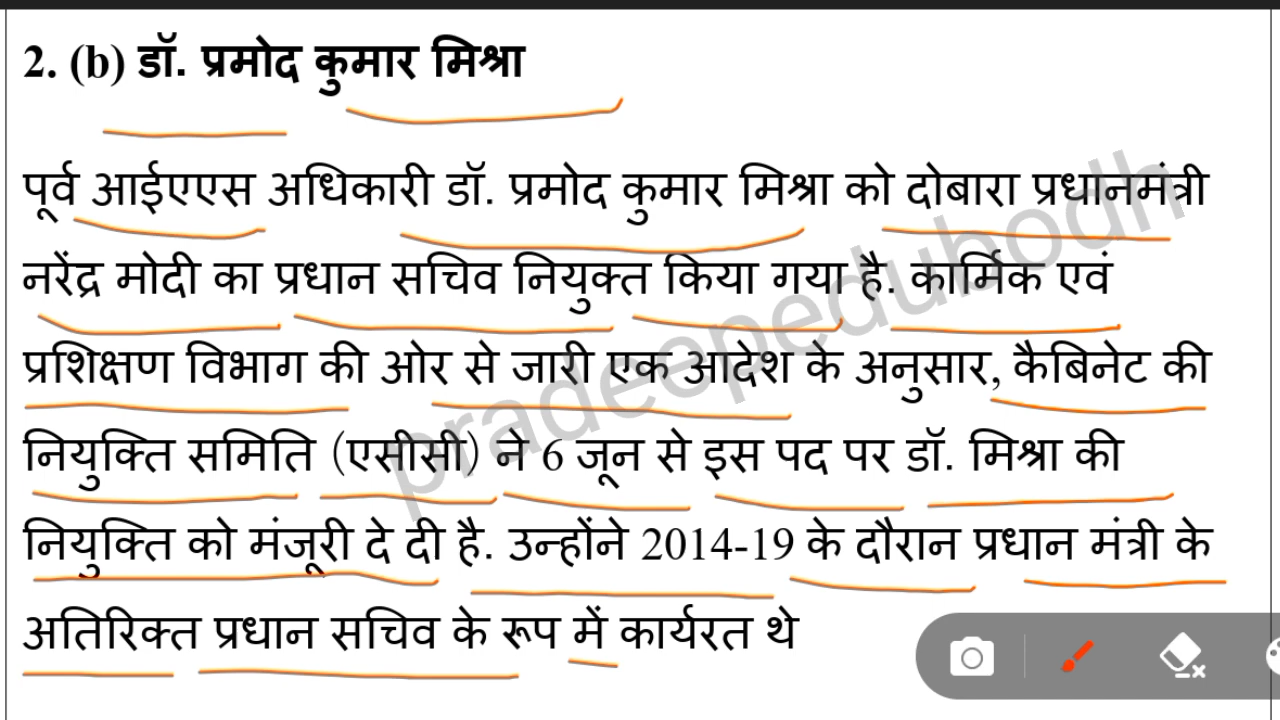 2. (b) डॉ. प्रमोद कुमार मिश्रा
पूर्व आईएएस अधिकारी डॉ. प्रमोद कुमार मिश्रा को दोबारा प्रधानमंत्री
नरेंद्र मोदी का प्रधान सचिव नियुक्त किया गया है. कार्मिक एवं
प्रशिक्षण विभाग की ओर से जारी एक आदेश के अनुसार, कैबिनेट की
नियुक्ति समिति (एसीसी) ने 6 जून से इस पद पर डॉ. मिश्रा की
नियुक्ति को मंजूरी दे दी है. उन्होंने 2014-19 के दौरान प्रधान मंत्री के
अतिरिक्त प्रधान सचिव के रूप में कार्यरत थे
pradeepedubodh